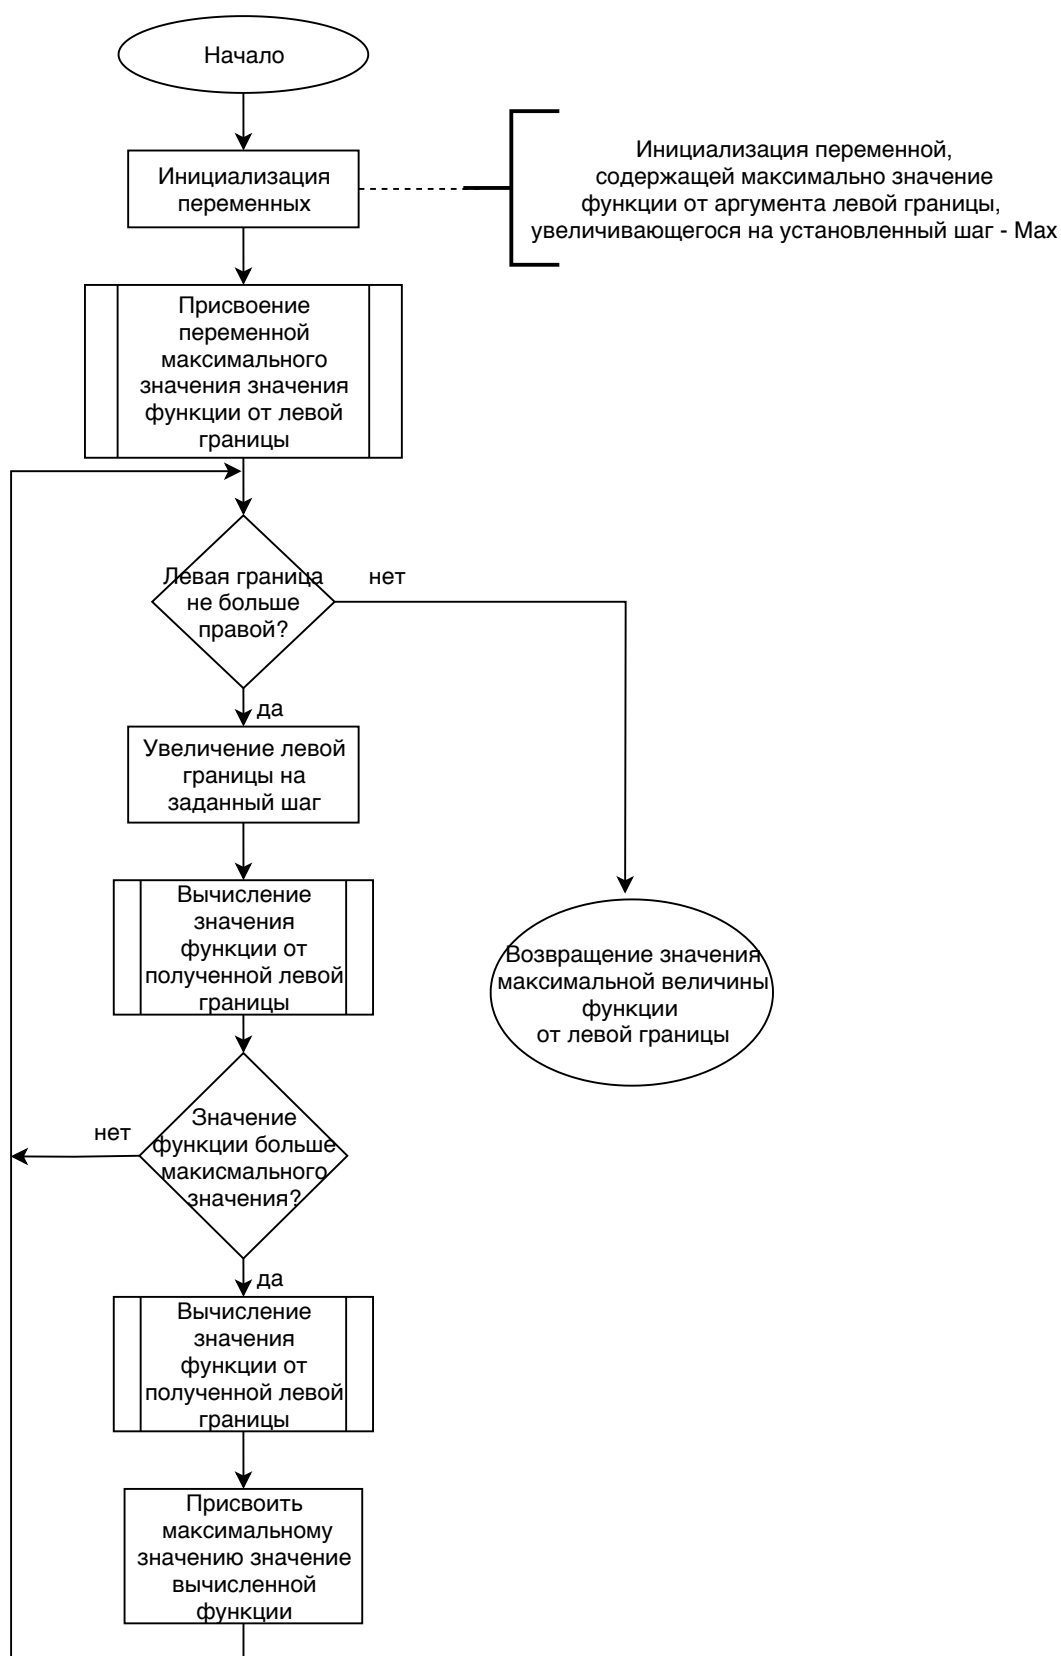 Начало
Инициализация
переменных
Инициализация переменной,
содержащей максимально значение
функции от аргумента левой границы,
увеличивающегося на установленный шаг - Max
Присвоение
переменной
максимального
значения значения
функции от левой
границы
Левая граница
не больше
правой?
нет
да
Увеличение левой
границы на
заданный шаг
Вычисление
значения
функции от
полученной левой
границы
Возвращение значения
максимальной величины
функции
от левой границы
Значение
функции больше
макисмального
значения?
нет
да
Вычисление
значения
функции от
полученной левой
границы
Присвоить
максимальному
значению значение
вычисленной
функции